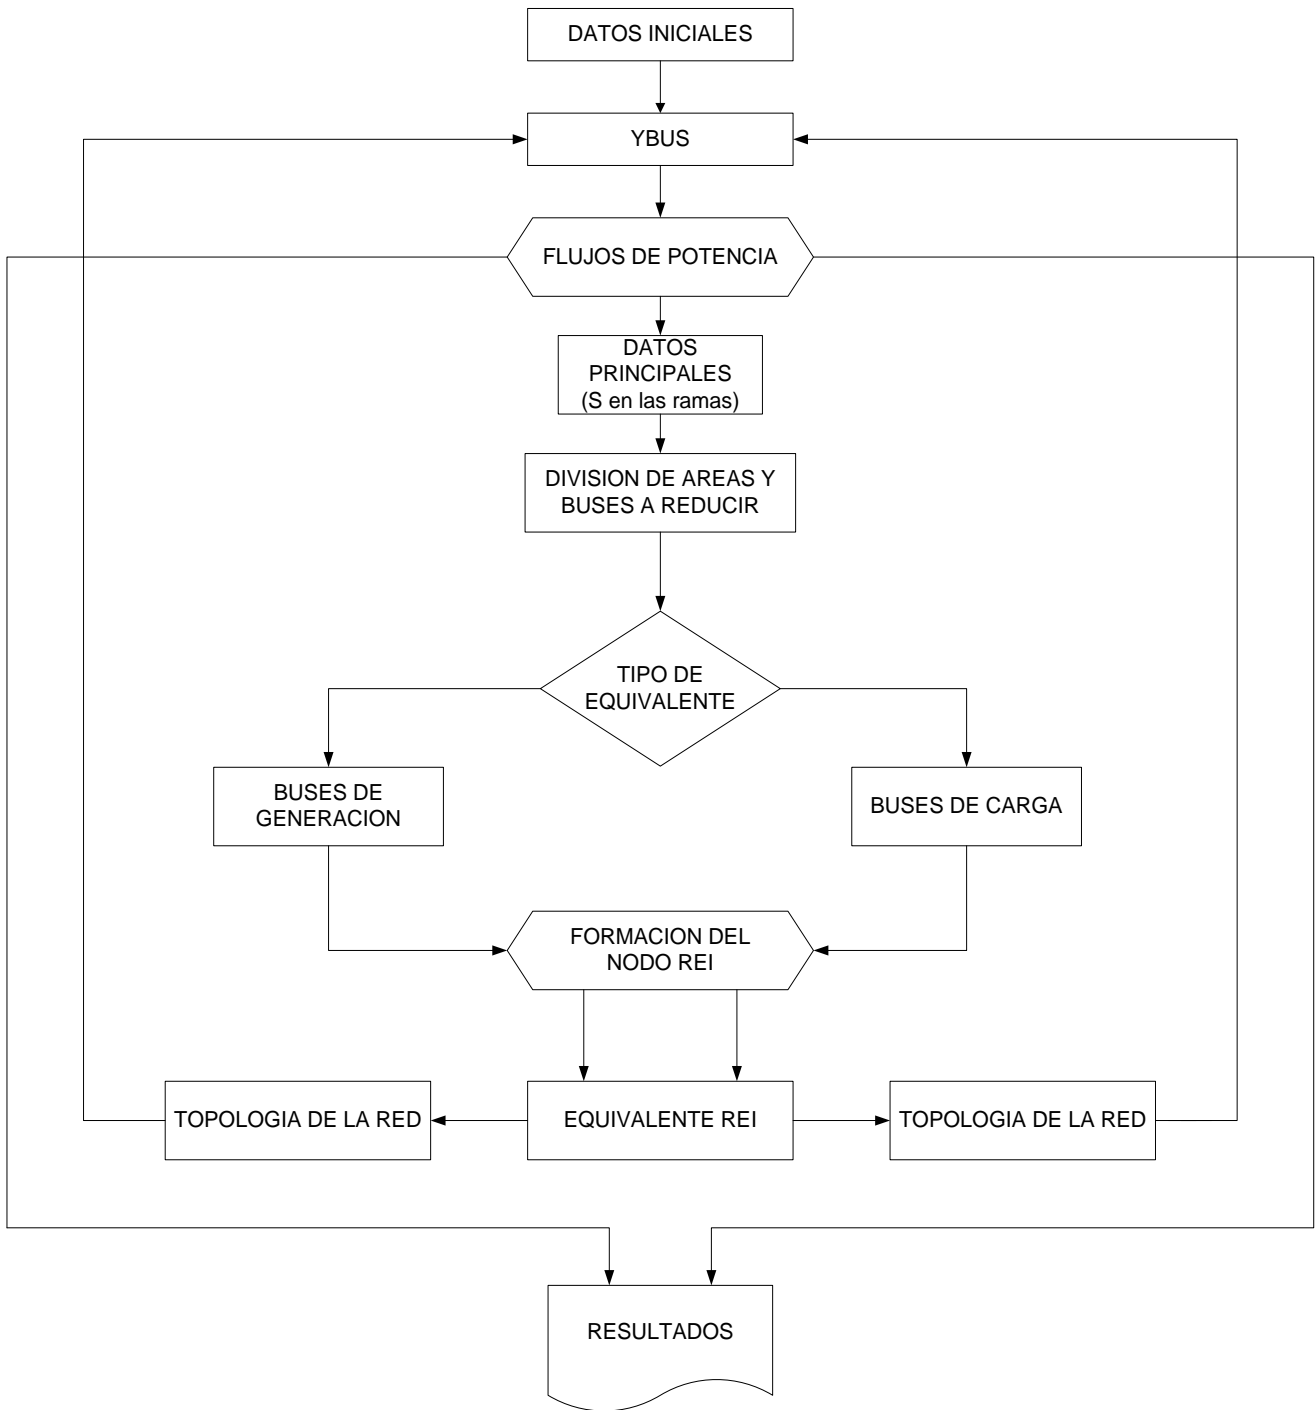 DATOS INICIALES
YBUS
FLUJOS DE POTENCIA
DATOS
PRINCIPALES
(S en las ramas)
DIVISION DE AREAS Y
BUSES A REDUCIR
TIPO DE
EQUIVALENTE
BUSES DE
GENERACION
BUSES DE CARGA
FORMACION DEL
NODO REI
TOPOLOGIA DE LA RED
EQUIVALENTE REI
TOPOLOGIA DE LA RED
RESULTADOS